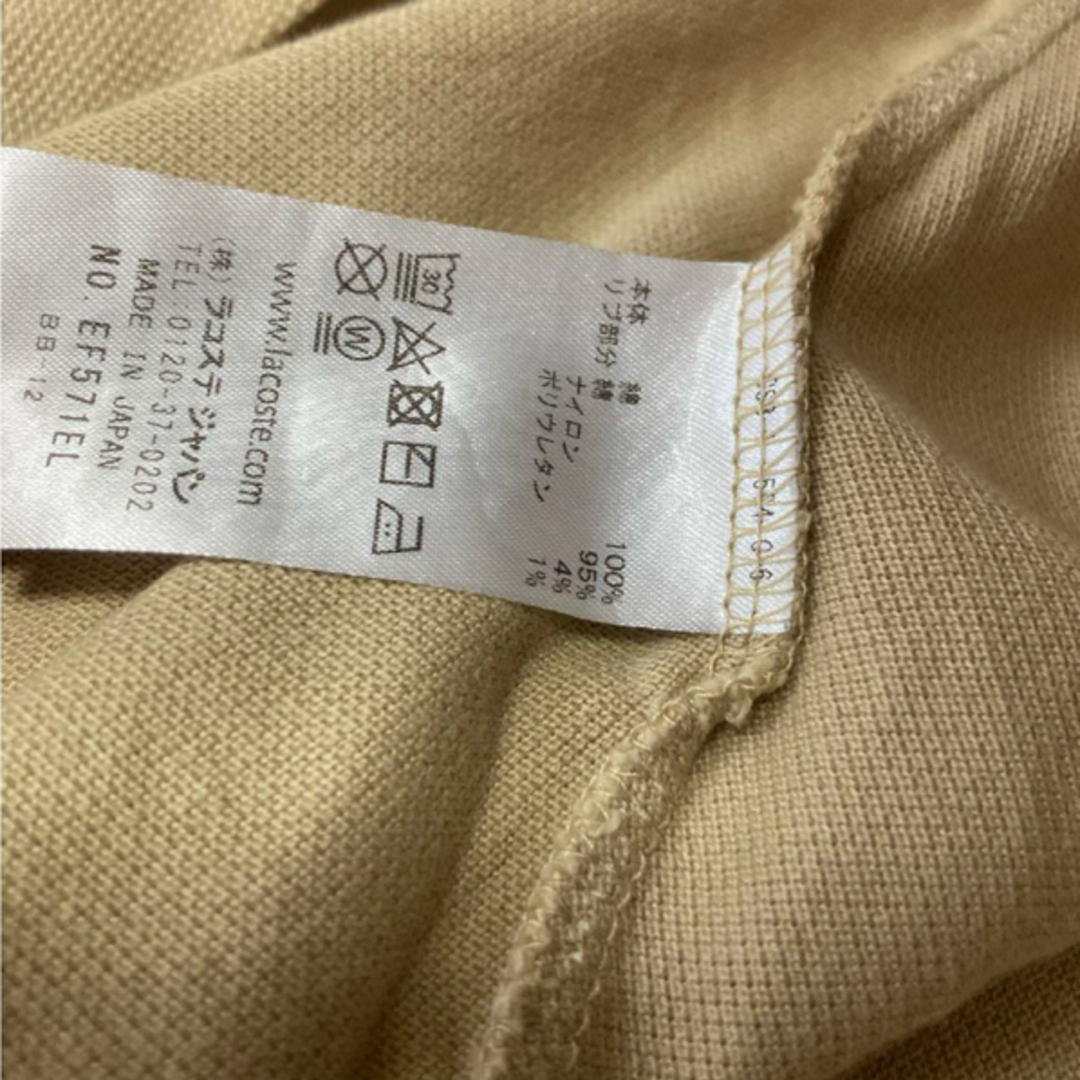 本体 綿 100%
リブ部分 綿 95%
ナイロン 4%
ポリウレタン 1%
30
W
www.lacoste.com
(株) ラコステ ジャパン
TEL:0120-37-0202
MADE IN JAPAN
NO. EF571EL
BB-12